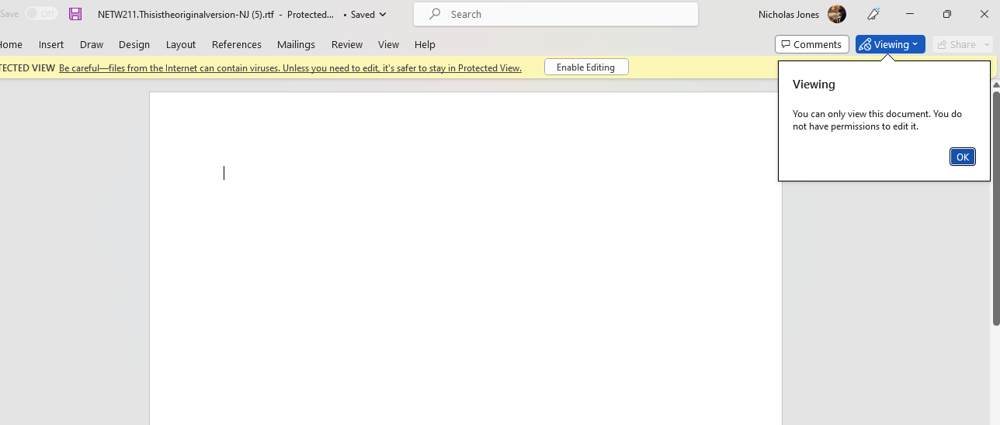 Save Off NETW211.Thisistheoriginalversion-NJ (5).rtf - Protected... • Saved Search Nicholas Jones
Home Insert Draw Design Layout References Mailings Review View Help Comments Viewing Share
TECTED VIEW Be careful—files from the Internet can contain viruses. Unless you need to edit, it's safer to stay in Protected View. Enable Editing
Viewing
You can only view this document. You do
not have permissions to edit it.
OK